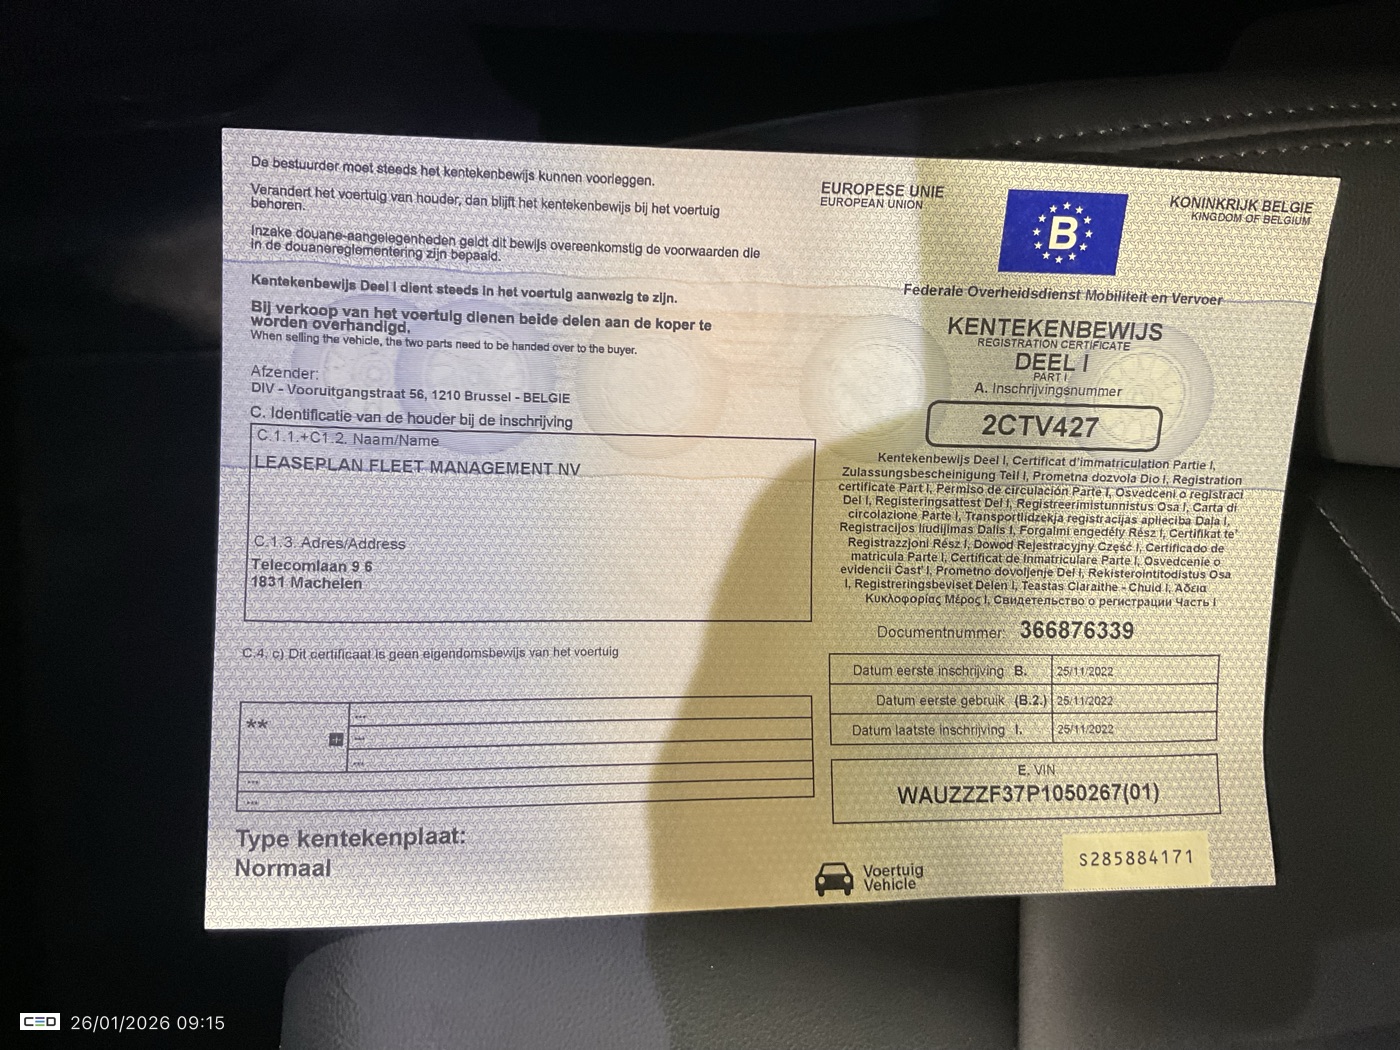 De bestuurder moet steeds het kentekenbewijs kunnen voorleggen.
Verandert het voertuig van houder, dan blijft het kentekenbewijs bij het voertuig
behoren.
Inzake douane-aangelegenheden geldt dit bewijs overeenkomstig de voorwaarden die
in de douanereglementering zijn bepaald.
Kentekenbewijs Deel I dient steeds in het voertuig aanwezig te zijn.
Bij verkoop van het voertuig dienen beide delen aan de koper te
worden overhandigd.
When selling the vehicle, the two parts need to be handed over to the buyer.
Afzender:
DIV - Vooruitgangstraat 56, 1210 Brussel - BELGIE
C. Identificatie van de houder bij de inschrijving
C.1.1.+C1.2. Naam/Name
LEASEPLAN FLEET MANAGEMENT NV
C.1.3. Adres/Address
Telecomlaan 9 6
1831 Machelen
C.4. c) Dit certificaat is geen eigendomsbewijs van het voertuig
**
---
---
---
---
---
Type kentekenplaat:
Normaal
EUROPESE UNIE
EUROPEAN UNION
B
KONINKRIJK BELGIE
KINGDOM OF BELGIUM
Federale Overheidsdienst Mobiliteit en Vervoer
KENTEKENBEWIJS
REGISTRATION CERTIFICATE
DEEL I
PART I
A. Inschrijvingsnummer
2CTV427
Kentekenbewijs Deel I, Certificat d'immatriculation Partie I,
Zulassungsbescheinigung Teil I, Prometna dozvola Dio I, Registration
certificate Part I, Permiso de circulación Parte I, Osvedceni o registraci
Del I, Registeringsattest Del I, Registreerimistunnistus Osa I, Carta di
circolazione Parte I, Transportlidzekja registracijas aplieciba Dala I,
Registracijos liudilimas Dalis I, Forgalmi engedély Rész I, Certifikat te'
Registrazzjoni Rész I, Dowod Rejestracyjny Część I, Certificado de
matricula Parte I, Certificat de Inmatriculare Parte I, Osvedcenie o
evidencii Čast' I, Prometno dovoljenje Del I, Rekisterointitodistus Osa
I, Registreringsbeviset Delen I, Teastas Claraithe - Chuid I, Άδεια
Κυκλοφορίας Μέρος I, Свидетельство о регистрации Часть I
Documentnummer: 366876339
Datum eerste inschrijving B. 25/11/2022
Datum eerste gebruik (B.2.) 25/11/2022
Datum laatste inschrijving I. 25/11/2022
E. VIN
WAUZZZF37P1050267(01)
Voertuig
Vehicle
S285884171
CED 26/01/2026 09:15